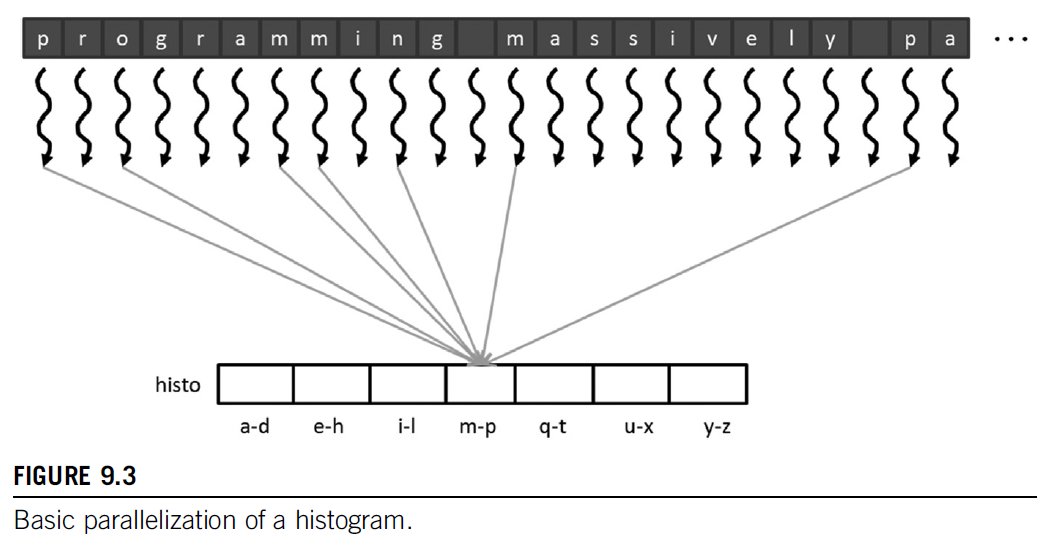 p r o g r a m m i n g m a s s i v e l y p a ...
histo
a-d e-h i-l m-p q-t u-x y-z
FIGURE 9.3
Basic parallelization of a histogram.